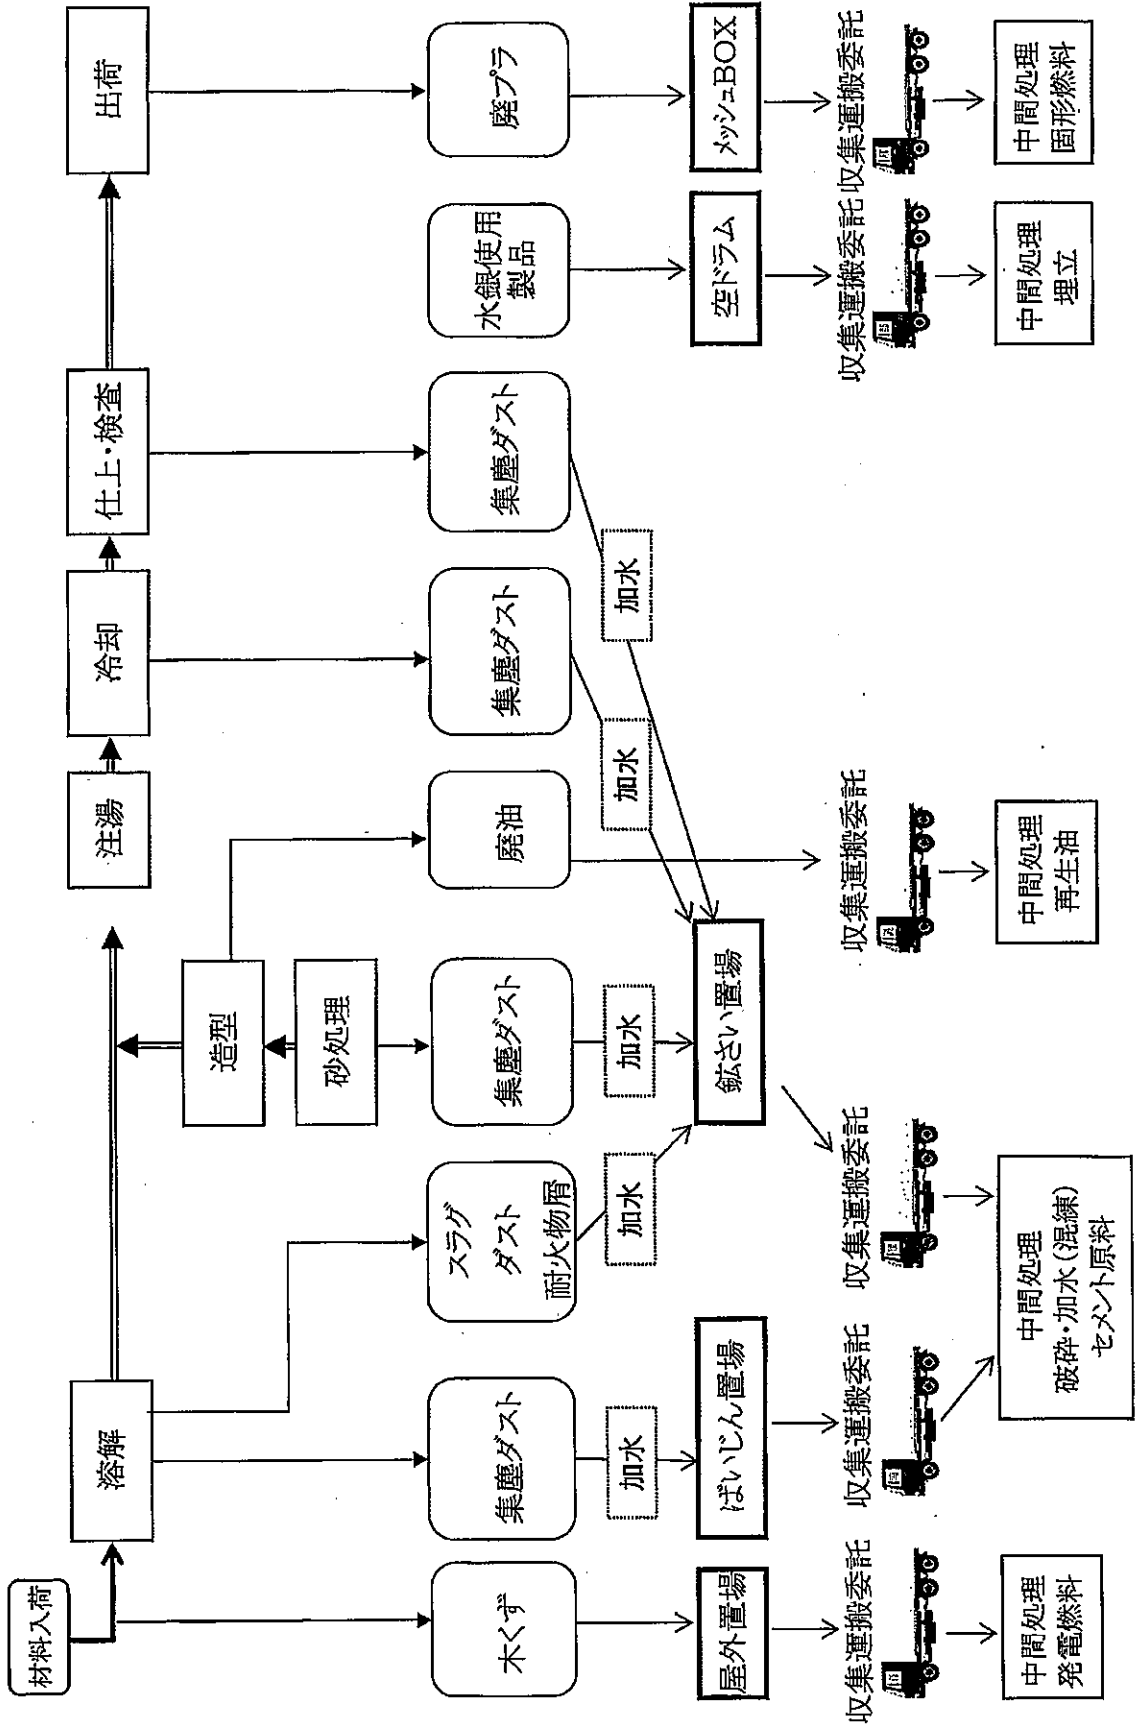 材料入荷
溶解
注湯
冷却
仕上・検査
出荷
造型
砂処理
木くず
集塵ダスト
スラグ
ダスト
耐火物屑
集塵ダスト
廃油
集塵ダスト
集塵ダスト
水銀使用
製品
廃プラ
加水
加水
加水
加水
加水
屋外置場
ばいじん置場
鉱さい置場
空ドラム
メッシュBOX
収集運搬委託
収集運搬委託
収集運搬委託
収集運搬委託
収集運搬委託
収集運搬委託
中間処理
発電燃料
中間処理
破砕・加水(混練)
セメント原料
中間処理
再生油
中間処理
埋立
中間処理
固形燃料